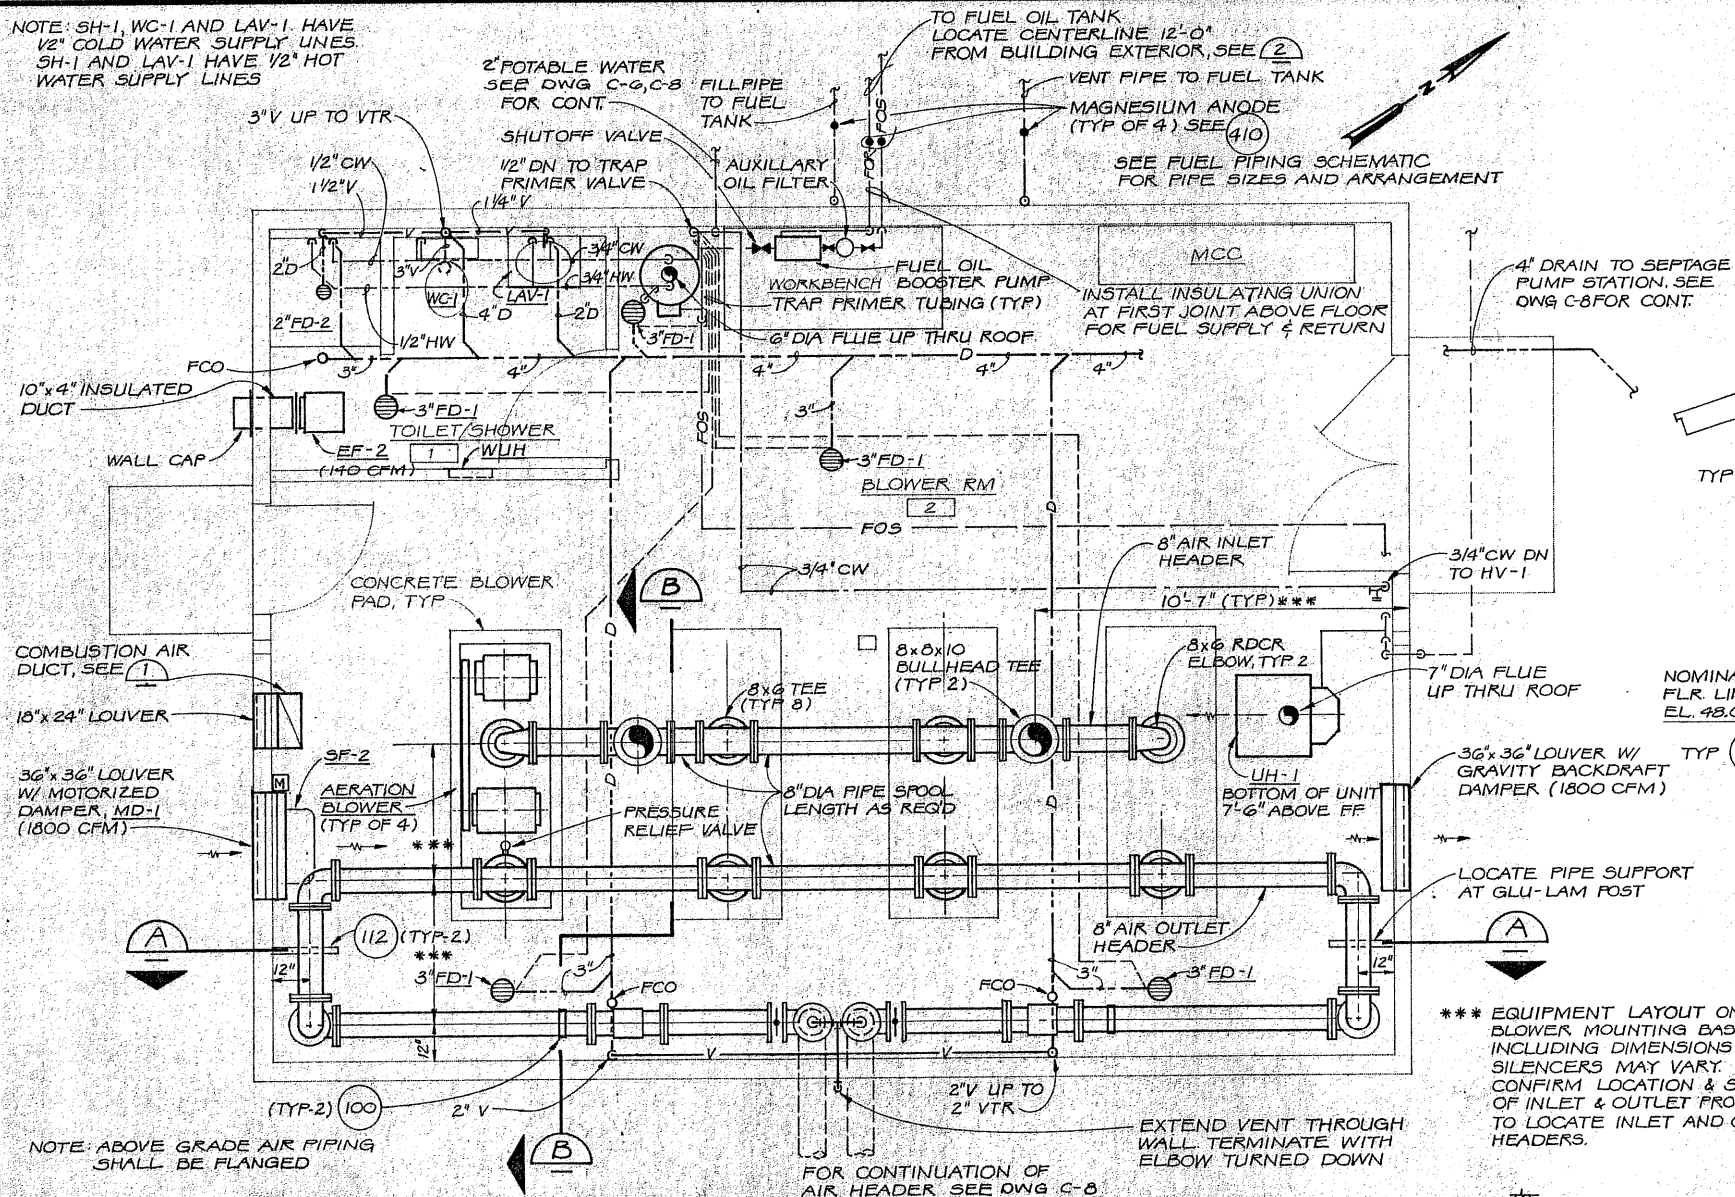 NOTE: SH-1, WC-1 AND LAV-1 HAVE
1/2" COLD WATER SUPPLY LINES.
SH-1 AND LAV-1 HAVE 1/2" HOT
WATER SUPPLY LINES
TO FUEL OIL TANK
LOCATE CENTERLINE 12'-0"
FROM BUILDING EXTERIOR, SEE 2
2" POTABLE WATER
SEE DWG C-6, C-8
FOR CONT.
FILLPIPE
TO FUEL
TANK
VENT PIPE TO FUEL TANK
MAGNESIUM ANODE
(TYP OF 4) SEE 410
N
3"V UP TO VTR
SHUTOFF VALVE
FOR
FOS
SEE FUEL PIPING SCHEMATIC
FOR PIPE SIZES AND ARRANGEMENT
1/2" CW
1 1/2" V
1/2" DN TO TRAP
PRIMER VALVE
AUXILLARY
OIL FILTER
1 1/4" V
V
V
V
3/4" CW
3/4" HW
2"D
3"V
WC-1
LAV-1
4"D
2"D
2" FD-2
1/2" HW
FUEL OIL
BOOSTER PUMP
WORKBENCH
TRAP PRIMER TUBING (TYP)
MCC
INSTALL INSULATING UNION
AT FIRST JOINT ABOVE FLOOR
FOR FUEL SUPPLY & RETURN
4" DRAIN TO SEPTAGE
PUMP STATION, SEE
DWG C-8 FOR CONT.
3" FD-1
6" DIA FLUE UP THRU ROOF.
FCO
3"
4"
4"
D
4"
4"
10"x4" INSULATED
DUCT
WALL CAP
3" FD-1
TOILET/SHOWER
1
WUH
EF-2
(140 CFM)
FOS
3"
3" FD-1
BLOWER RM
2
TYP
D
FOS
8" AIR INLET
HEADER
3/4" CW
3/4" CW DN
TO HV-1
10'-7" (TYP) ***
CONCRETE BLOWER
PAD, TYP
B
D
COMBUSTION AIR
DUCT, SEE 1
18"x24" LOUVER
8x6 TEE
(TYP 8)
8x8x10
BULLHEAD TEE
(TYP 2)
8x6 RDCR
ELBOW, TYP 2
7" DIA FLUE
UP THRU ROOF
NOMINA
FLR. LI
EL. 48.0
36"x36" LOUVER
W/ MOTORIZED
DAMPER, MD-1
(1800 CFM)
M
SF-2
AERATION
BLOWER
(TYP OF 4)
D
PRESSURE
RELIEF VALVE
8" DIA PIPE SPOOL
LENGTH AS REQ'D
D
UH-1
BOTTOM OF UNIT
7'-6" ABOVE FF
36"x36" LOUVER W/
GRAVITY BACKDRAFT
DAMPER (1800 CFM)
TYP
***
LOCATE PIPE SUPPORT
AT GLU-LAM POST
A
112 (TYP-2)
***
8" AIR OUTLET
HEADER
A
12"
3" FD-1
3"
FCO
FCO
3"
3" FD-1
12"
12"
V
V
(TYP-2) 100
2" V
2"V UP TO
2" VTR
NOTE: ABOVE GRADE AIR PIPING
SHALL BE FLANGED
B
FOR CONTINUATION OF
AIR HEADER SEE DWG C-8
EXTEND VENT THROUGH
WALL. TERMINATE WITH
ELBOW TURNED DOWN
*** EQUIPMENT LAYOUT ON
BLOWER MOUNTING BAS
INCLUDING DIMENSIONS
SILENCERS MAY VARY.
CONFIRM LOCATION & S
OF INLET & OUTLET PRO
TO LOCATE INLET AND O
HEADERS.